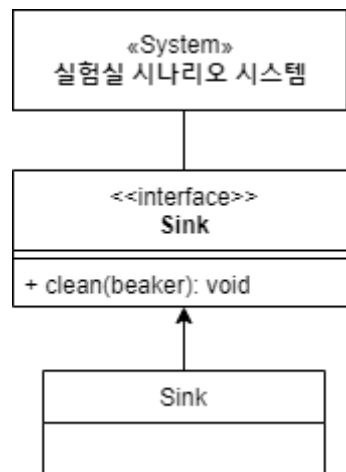 «System»
실험실 시나리오 시스템
<<interface>>
Sink
+ clean(beaker): void
Sink